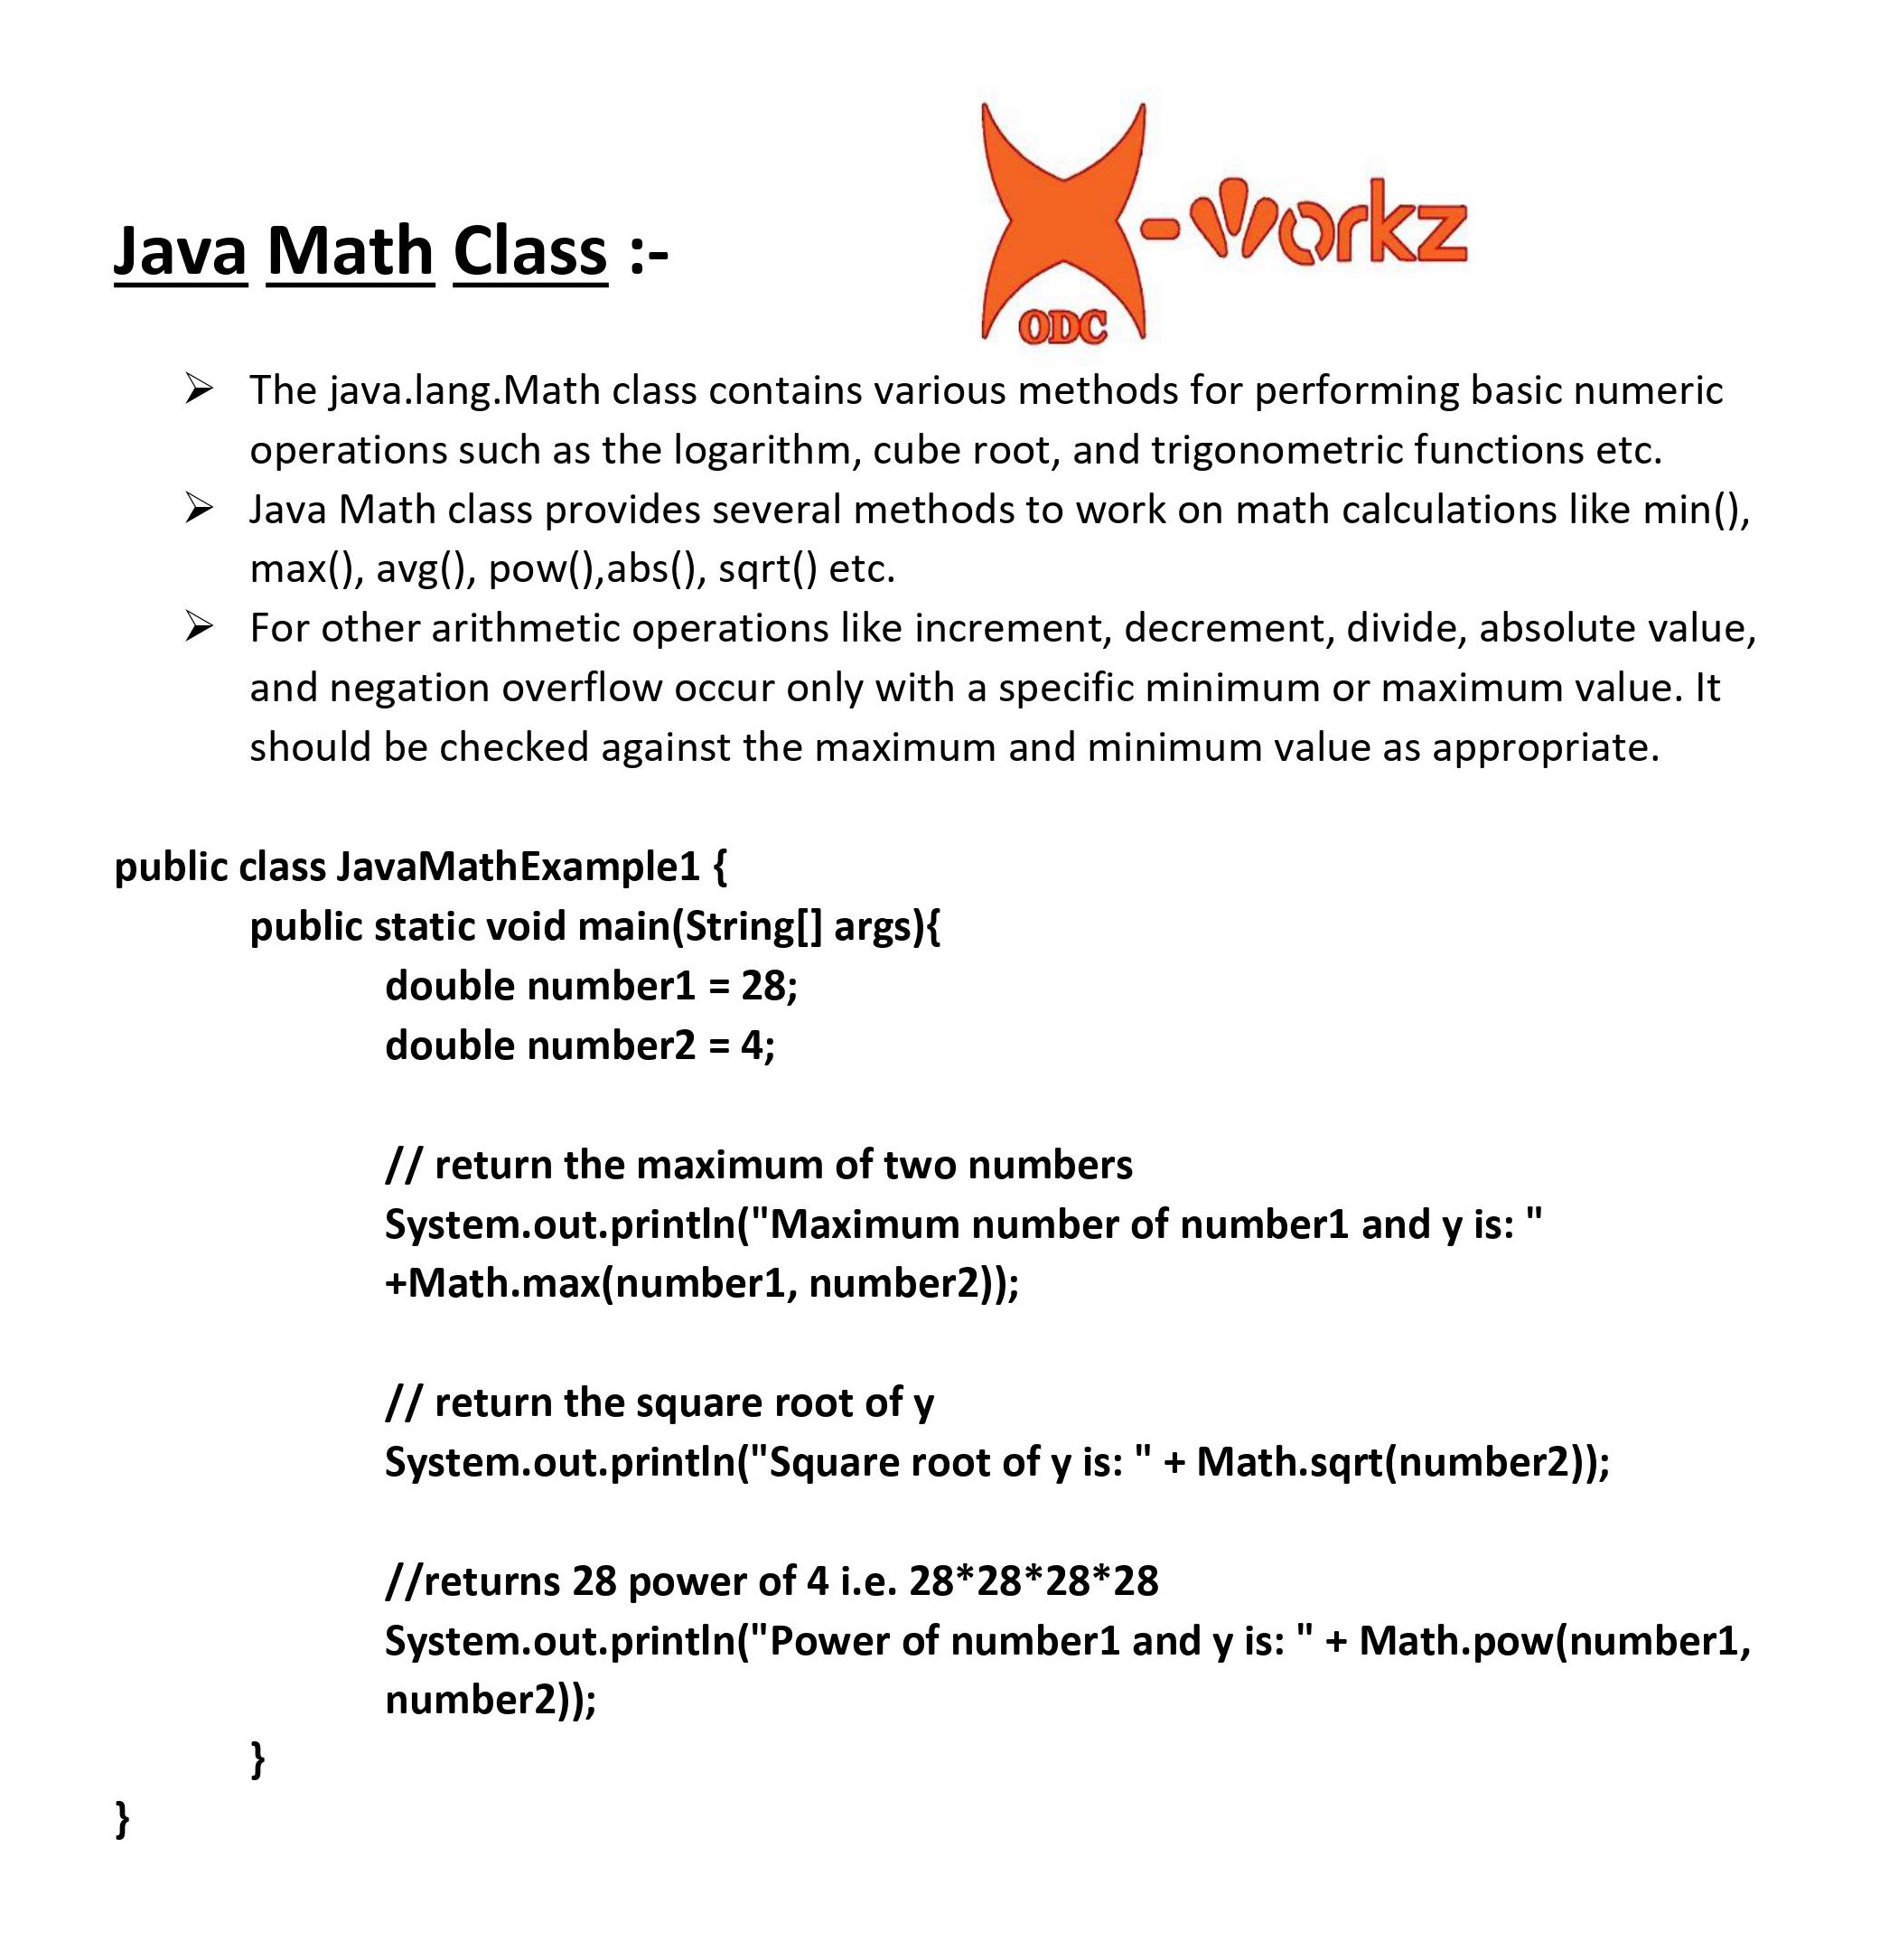 X-workz
ODC
Java Math Class :-
➢ The java.lang.Math class contains various methods for performing basic numeric
operations such as the logarithm, cube root, and trigonometric functions etc.
➢ Java Math class provides several methods to work on math calculations like min(),
max(), avg(), pow(),abs(), sqrt() etc.
➢ For other arithmetic operations like increment, decrement, divide, absolute value,
and negation overflow occur only with a specific minimum or maximum value. It
should be checked against the maximum and minimum value as appropriate.
public class JavaMathExample1 {
public static void main(String[] args){
double number1 = 28;
double number2 = 4;
// return the maximum of two numbers
System.out.println("Maximum number of number1 and y is: "
+Math.max(number1, number2));
// return the square root of y
System.out.println("Square root of y is: " + Math.sqrt(number2));
//returns 28 power of 4 i.e. 28*28*28*28
System.out.println("Power of number1 and y is: " + Math.pow(number1,
number2));
}
}